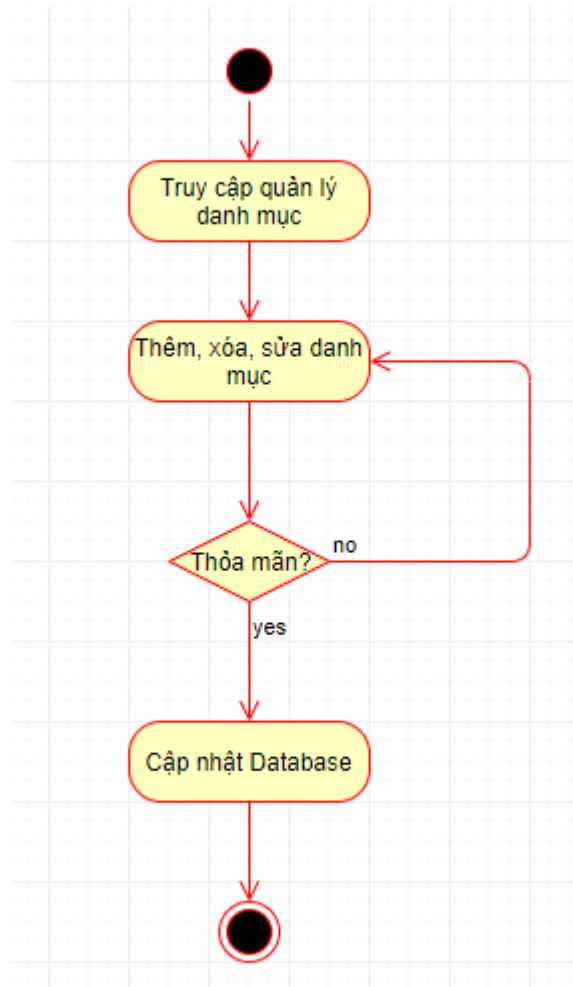 Truy cập quản lý
danh mục
Thêm, xóa, sửa danh
mục
Thỏa mãn?
no
yes
Cập nhật Database